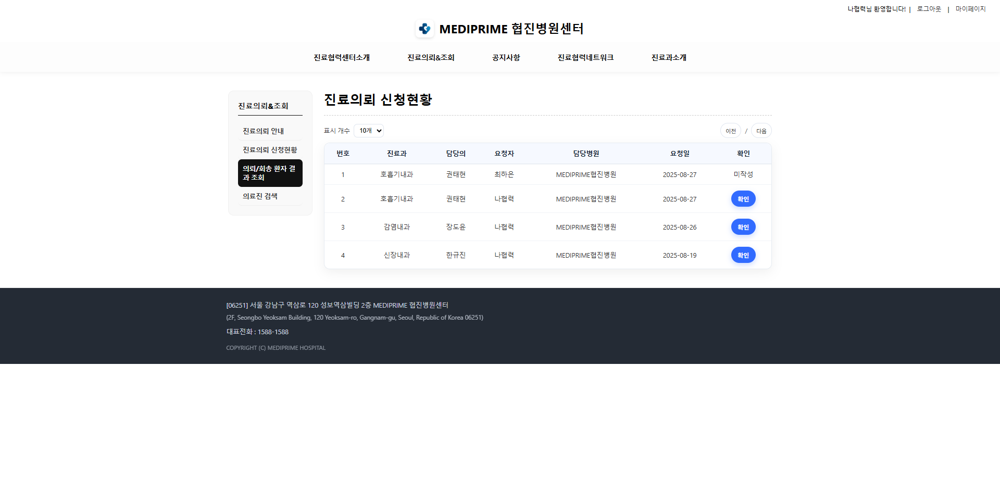 나협력님 환영합니다! | 로그아웃 | 마이페이지
MEDIPRIME 협진병원센터
진료협력센터소개 진료의뢰&조회 공지사항 진료협력네트워크 진료과소개
진료의뢰&조회
진료의뢰 안내
진료의뢰 신청현황
의뢰/회송 환자 결
과 조회
의료진 검색
진료의뢰 신청현황
표시 개수 10개 이전 / 다음
번호 진료과 담당의 요청자 담당병원 요청일 확인
1 호흡기내과 권태현 최하은 MEDIPRIME협진병원 2025-08-27 미작성
2 호흡기내과 권태현 나협력 MEDIPRIME협진병원 2025-08-27 확인
3 감염내과 장도윤 나협력 MEDIPRIME협진병원 2025-08-26 확인
4 신장내과 한규진 나협력 MEDIPRIME협진병원 2025-08-19 확인
[06251] 서울 강남구 역삼로 120 성보역삼빌딩 2층 MEDIPRIME 협진병원센터
(2F, Seongbo Yeoksam Building, 120 Yeoksam-ro, Gangnam-gu, Seoul, Republic of Korea 06251)
대표전화 : 1588-1588
COPYRIGHT (C) MEDIPRIME HOSPITAL